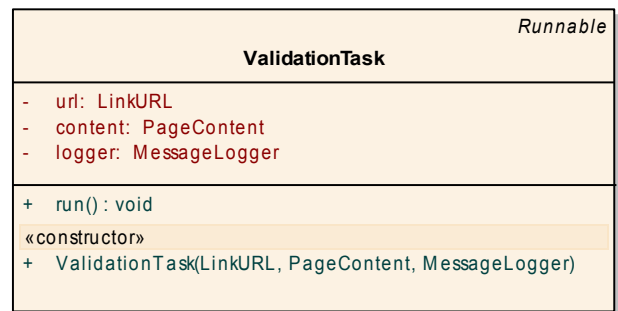 Runnable
ValidationTask
- url: LinkURL
- content: PageContent
- logger: MessageLogger
+ run() : void
«constructor»
+ ValidationTask(LinkURL, PageContent, MessageLogger)